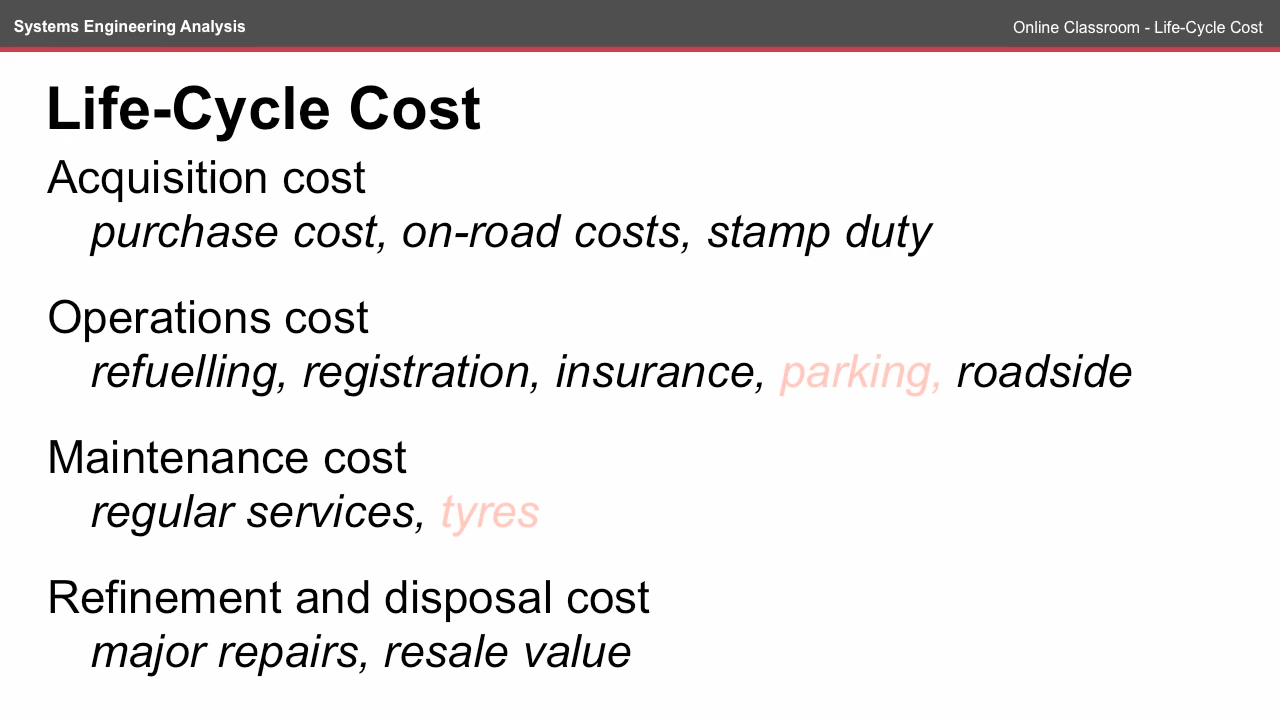 Systems Engineering Analysis
Online Classroom - Life-Cycle Cost
Life-Cycle Cost
Acquisition cost
purchase cost, on-road costs, stamp duty
Operations cost
refuelling, registration, insurance, parking, roadside
Maintenance cost
regular services, tyres
Refinement and disposal cost
major repairs, resale value